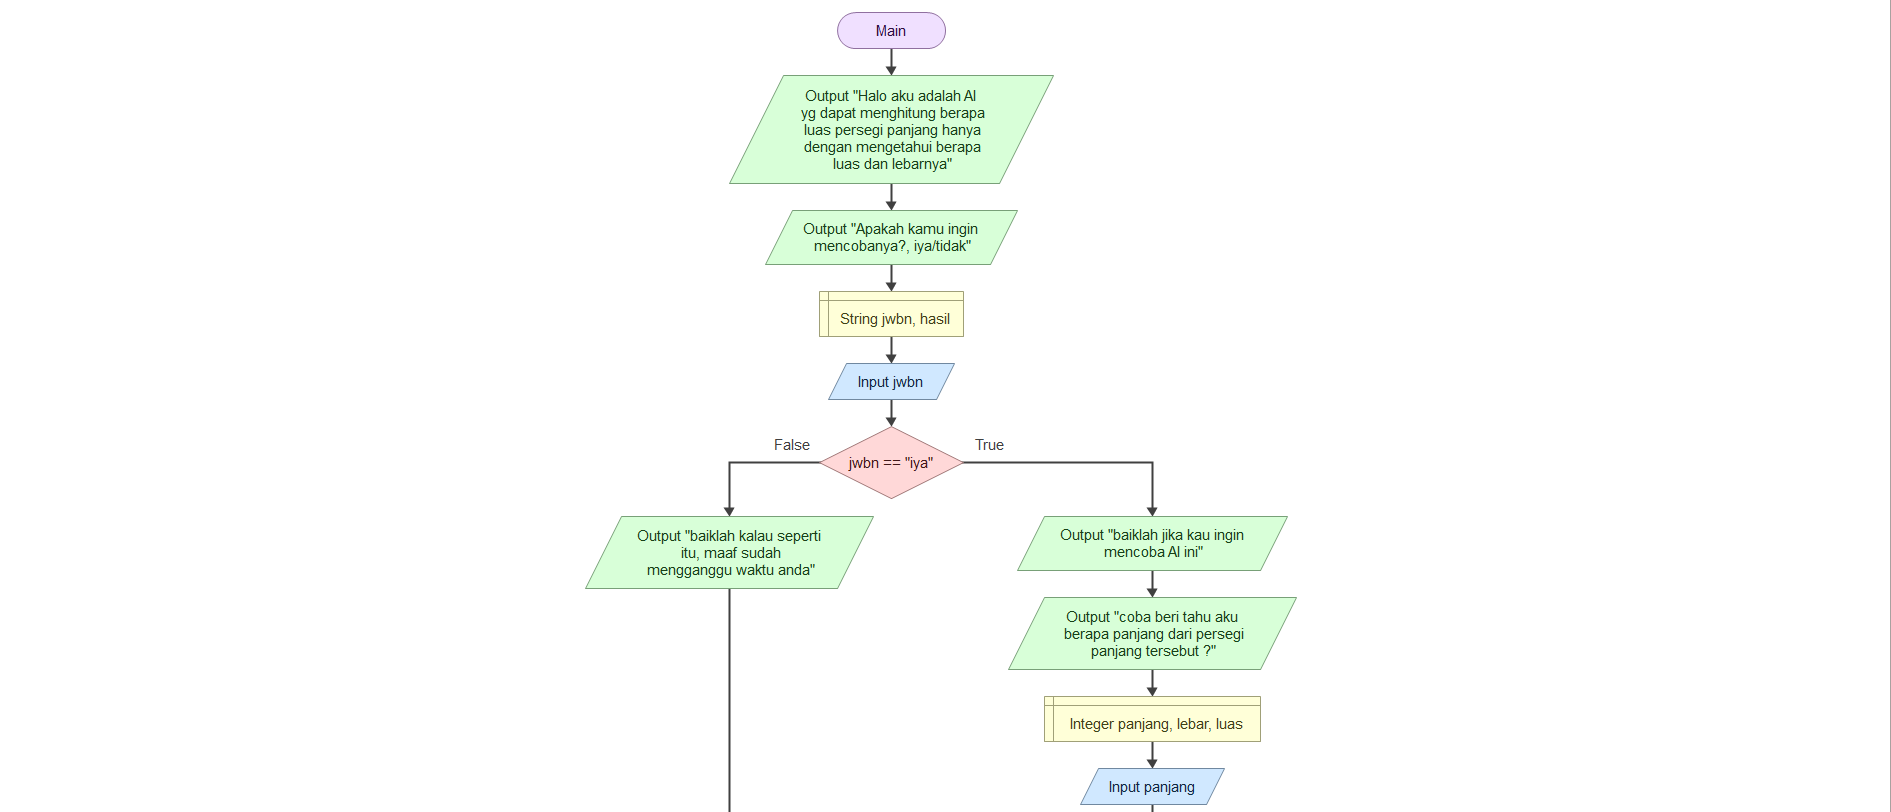 Main
Output "Halo aku adalah AI
yg dapat menghitung berapa
luas persegi panjang hanya
dengan mengetahui berapa
luas dan lebarnya"
Output "Apakah kamu ingin
mencobanya?, iya/tidak"
String jwbn, hasil
Input jwbn
False
True
jwbn == "iya"
Output "baiklah kalau seperti
itu, maaf sudah
mengganggu waktu anda"
Output "baiklah jika kau ingin
mencoba AI ini"
Output "coba beri tahu aku
berapa panjang dari persegi
panjang tersebut ?"
Integer panjang, lebar, luas
Input panjang